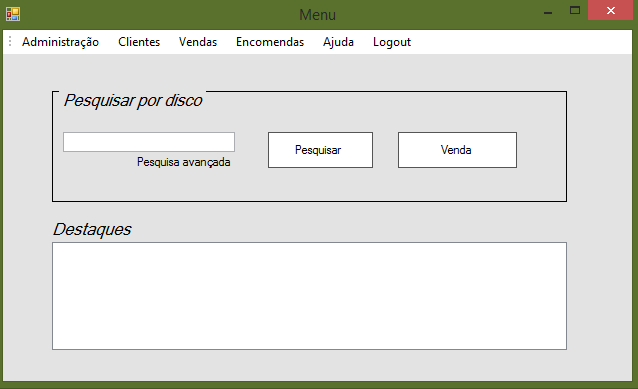 Menu
Administração Clientes Vendas Encomendas Ajuda Logout
Pesquisar por disco
Pesquisar Venda
Pesquisa avançada
Destaques